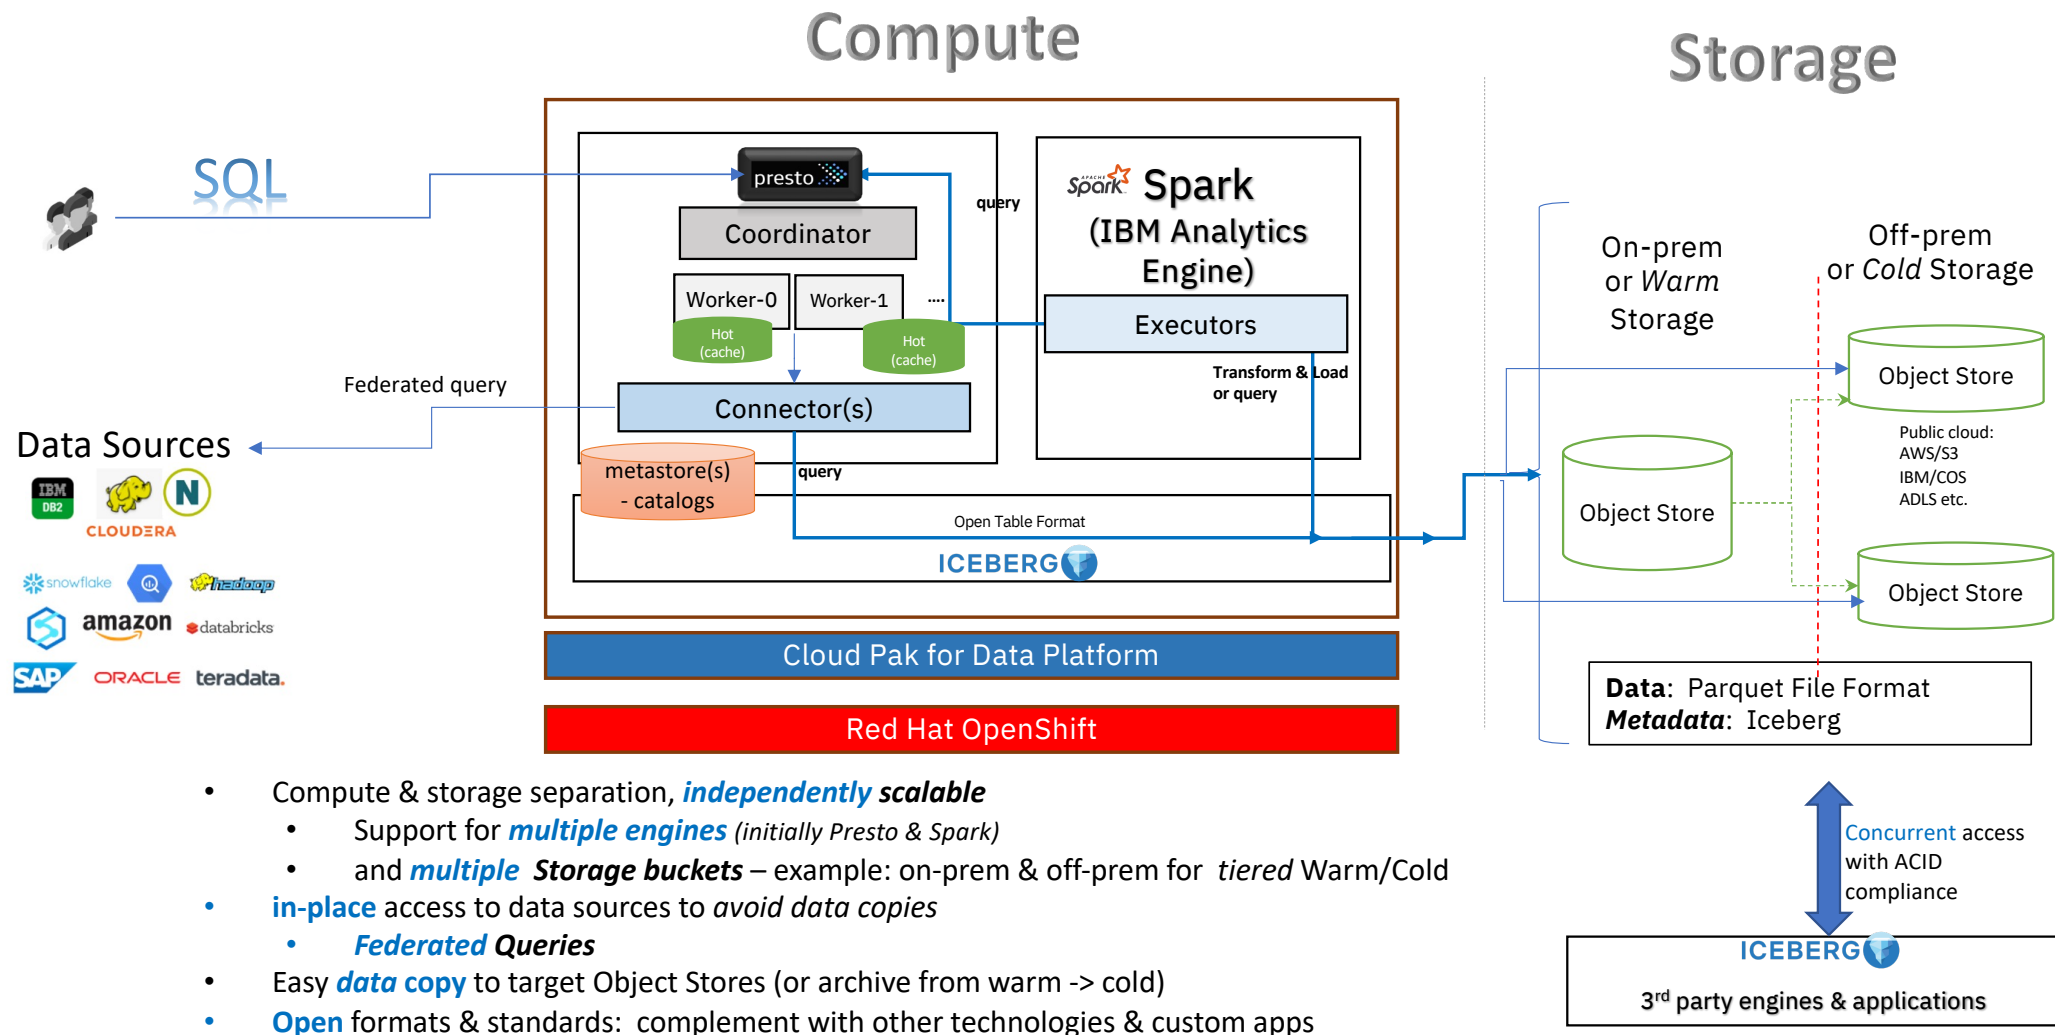 Compute
Storage
SQL
presto
Coordinator
Worker-0
Worker-1
....
Hot
(cache)
Hot
(cache)
Connector(s)
query
APACHE
Spark
Spark
(IBM Analytics
Engine)
Executors
Transform & Load
or query
Federated query
Data Sources
IBM
DB2
N
CLOUDERA
snowflake
hadoop
amazon
databricks
SAP
ORACLE
teradata.
metastore(s)
- catalogs
query
Open Table Format
ICEBERG
Cloud Pak for Data Platform
Red Hat OpenShift
On-prem
or Warm
Storage
Off-prem
or Cold Storage
Object Store
Public cloud:
AWS/S3
IBM/COS
ADLS etc.
Object Store
Object Store
Data: Parquet File Format
Metadata: Iceberg
Concurrent access
with ACID
compliance
ICEBERG
3rd party engines & applications
• Compute & storage separation, independently scalable
• Support for multiple engines (initially Presto & Spark)
• and multiple Storage buckets – example: on-prem & off-prem for tiered Warm/Cold
• in-place access to data sources to avoid data copies
• Federated Queries
• Easy data copy to target Object Stores (or archive from warm -> cold)
• Open formats & standards: complement with other technologies & custom apps